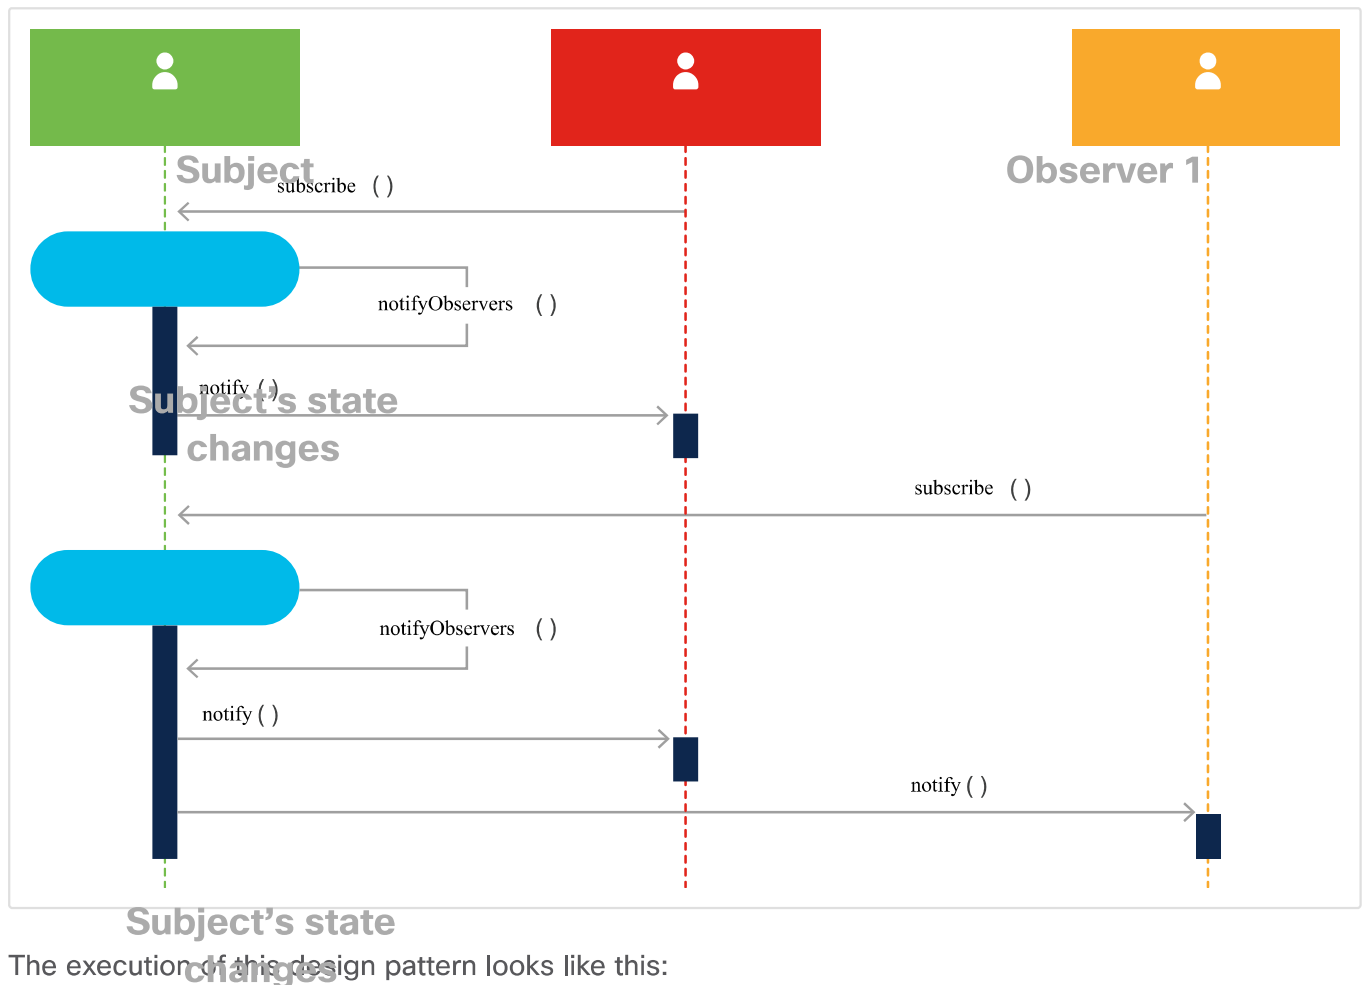 Subject
Observer 1
subscribe ( )
notifyObservers ( )
notify ( )
Subject’s state
changes
subscribe ( )
notifyObservers ( )
notify ( )
notify ( )
Subject’s state
changes
The execution of this design pattern looks like this: